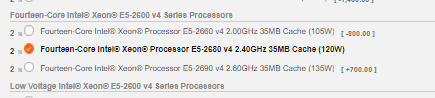 Fourteen-Core Intel® Xeon® E5-2600 v4 Series Processors
2 x Fourteen-Core Intel® Xeon® Processor E5-2660 v4 2.00GHz 35MB Cache (105W) [ -800.00 ]
2 x Fourteen-Core Intel® Xeon® Processor E5-2680 v4 2.40GHz 35MB Cache (120W)
2 x Fourteen-Core Intel® Xeon® Processor E5-2690 v4 2.60GHz 35MB Cache (135W) [ +700.00 ]
Low Voltage Intel® Xeon® E5-2600 v4 Series Processors